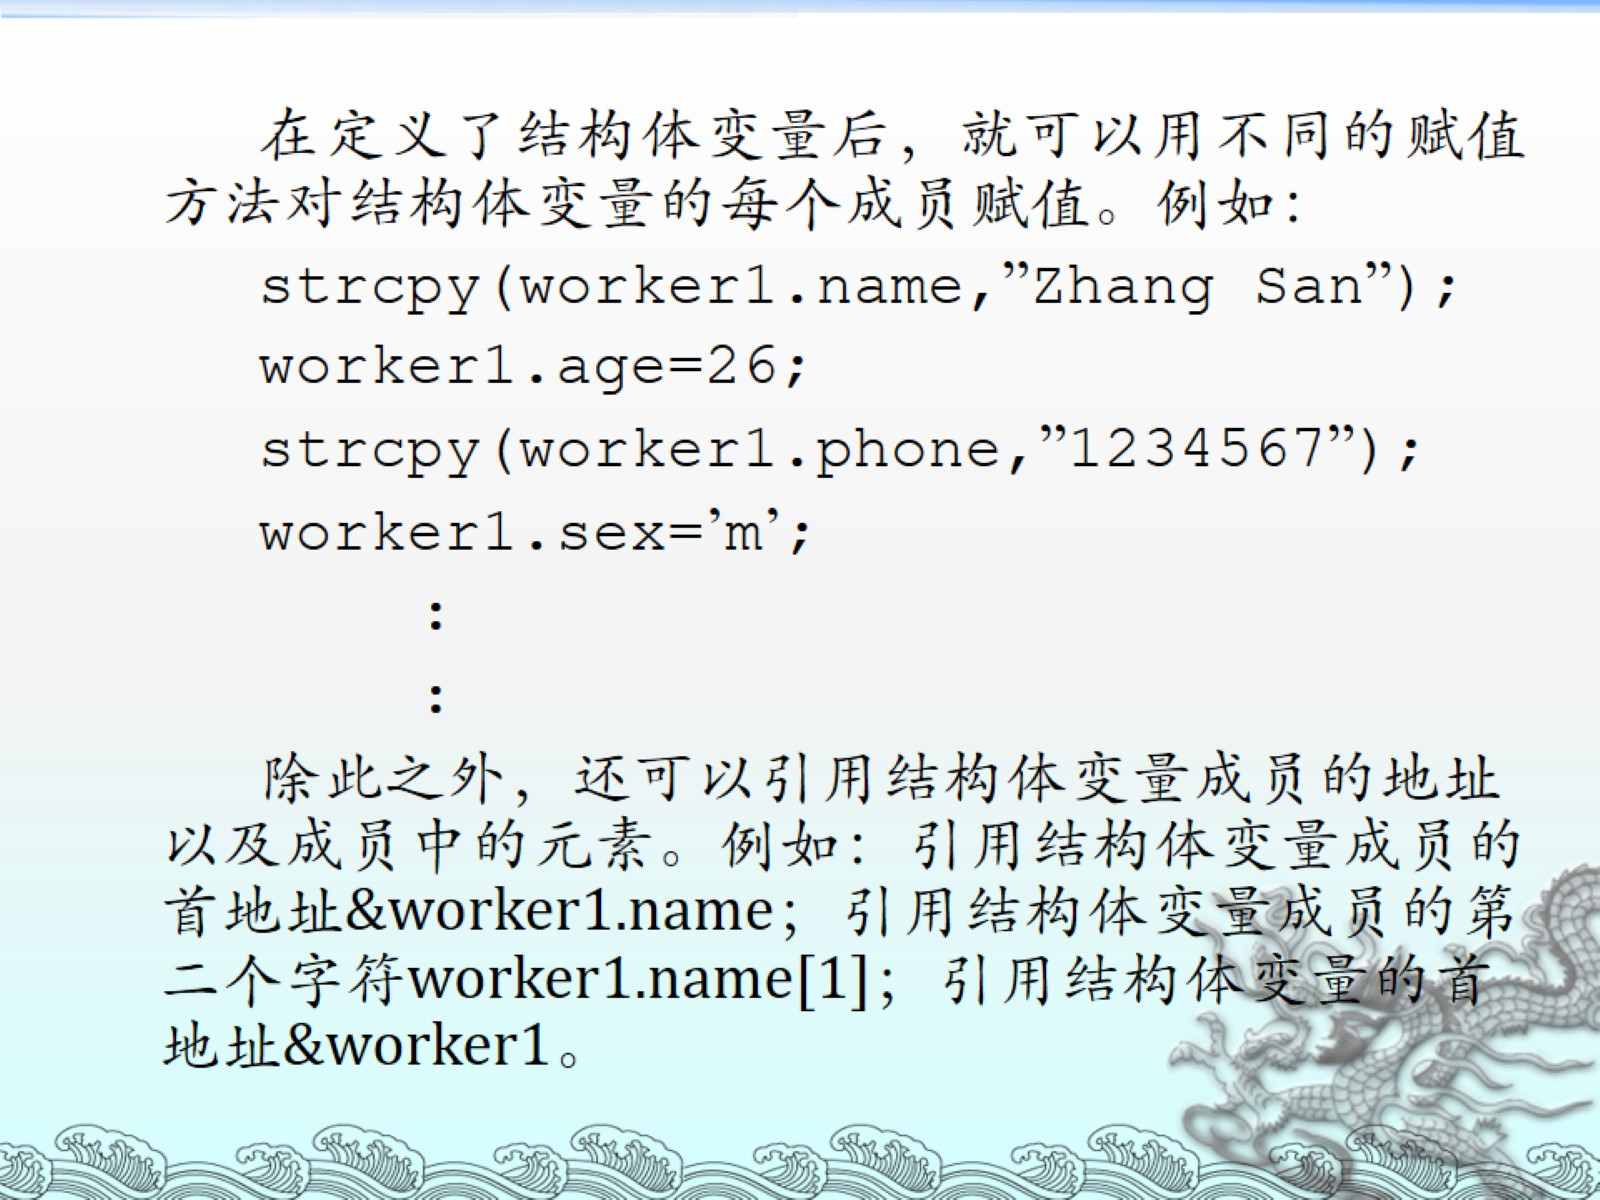 在定义了结构体变量后，就可以用不同的赋值
方法对结构体变量的每个成员赋值。例如：
strcpy(worker1.name,”Zhang San”);
worker1.age=26;
strcpy(worker1.phone,”1234567”);
worker1.sex=’m’;
:
:
除此之外，还可以引用结构体变量成员的地址
以及成员中的元素。例如：引用结构体变量成员的
首地址&worker1.name；引用结构体变量成员的第
二个字符worker1.name[1]；引用结构体变量的首
地址&worker1。